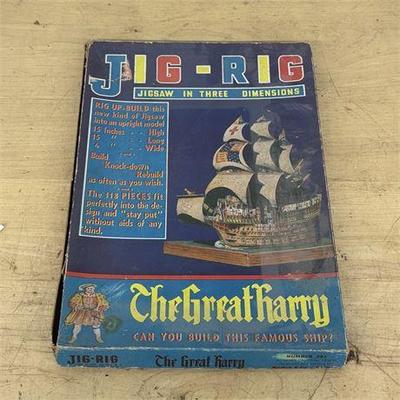 JIG-RIG
JIGSAW IN THREE DIMENSIONS
RIG UP-BUILD this
new kind of Jigsaw
into an upright model
15 Inches - - High
15 " - - Long
4 " - - Wide
Build
Knock-down
Rebuild
as often as you wish.
The 118 PIECES fit
perfectly into the de-
sign and "stay put"
without aids of any
kind.
The Great Harry
CAN YOU BUILD THIS FAMOUS SHIP?
JIG-RIG The Great Harry NUMBER